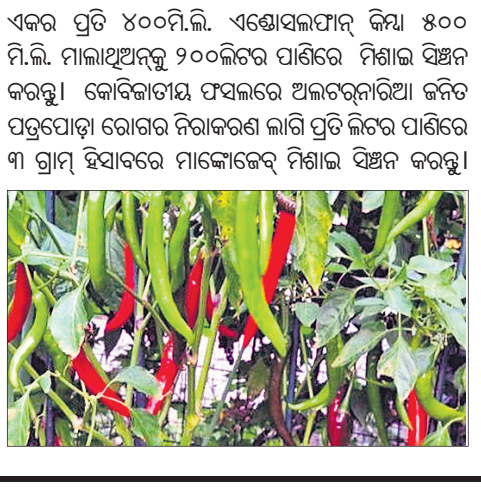 ଏକର ପ୍ରତି ୪୦୦ମି.ଲି. ଏଣ୍ଡୋସଲଫାନ୍ କିମ୍ବା ୫୦୦
ମି.ଲି. ମାଲାଥିଅନ୍‌କୁ ୨୦୦ଲିଟର ପାଣିରେ ମିଶାଇ ସିଞ୍ଚନ
କରନ୍ତୁ। କୋବିଜାତୀୟ ଫସଲରେ ଅଲଟର୍‌ନାରିଆ ଜନିତ
ପତ୍ରପୋଡ଼ା ରୋଗର ନିରାକରଣ ଲାଗି ପ୍ରତି ଲିଟର ପାଣିରେ
୩ ଗ୍ରାମ୍ ହିସାବରେ ମାଙ୍କୋଜେବ୍ ମିଶାଇ ସିଞ୍ଚନ କରନ୍ତୁ।